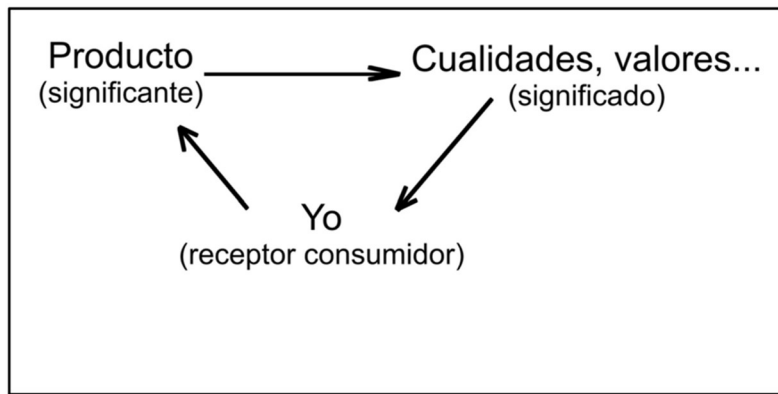 Producto
(significante)
Cualidades, valores...
(significado)
Yo
(receptor consumidor)